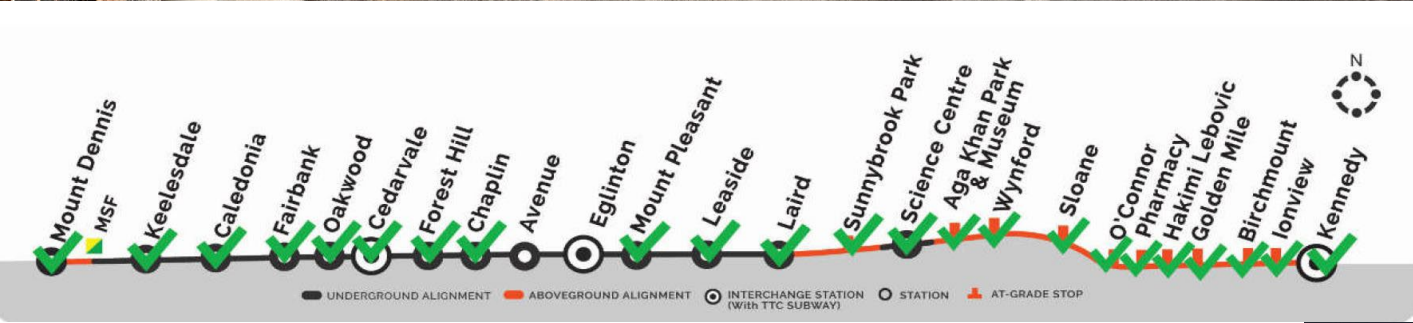 Mount Dennis
MSF
Keelesdale
Caledonia
Fairbank
Oakwood
Cedarvale
Forest Hill
Chaplin
Avenue
Eglinton
Mount Pleasant
Leaside
Laird
Sunnybrook Park
Science Centre
Aga Khan Park
& Museum
Wynford
Sloane
O'Connor
Pharmacy
Hakimi Lebovic
Golden Mile
Birchmount
Ionview
Kennedy
N
UNDERGROUND ALIGNMENT
ABOVEGROUND ALIGNMENT
INTERCHANGE STATION
(With TTC SUBWAY)
STATION
AT-GRADE STOP